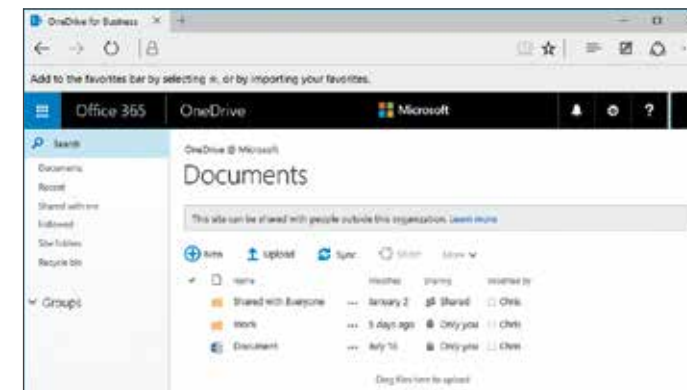 OneDrive for Business
Add to the favorites bar by selecting ☆, or by importing your favorites.
Office 365 OneDrive Microsoft ?
Search
Documents
Recent
Shared with me
Followed
Site folders
Recycle bin
Groups
OneDrive @ Microsoft
Documents
This site can be shared with people outside this organization. Learn more
New Upload Sync Share More
Name Modified Sharing Modified by
Shared with Everyone ... January 2 Shared Chris
Work ... 5 days ago Only you Chris
Document ... July 16 Only you Chris
Drag files here to upload